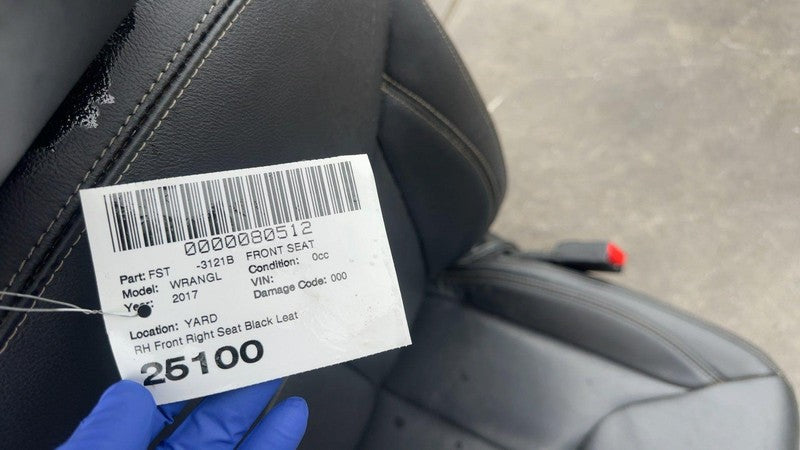 0000080512
Part: FST -3121B FRONT SEAT
Model: WRANGL Condition: 0cc
Year: 2017 VIN:
Damage Code: 000
Location: YARD
RH Front Right Seat Black Leat
25100